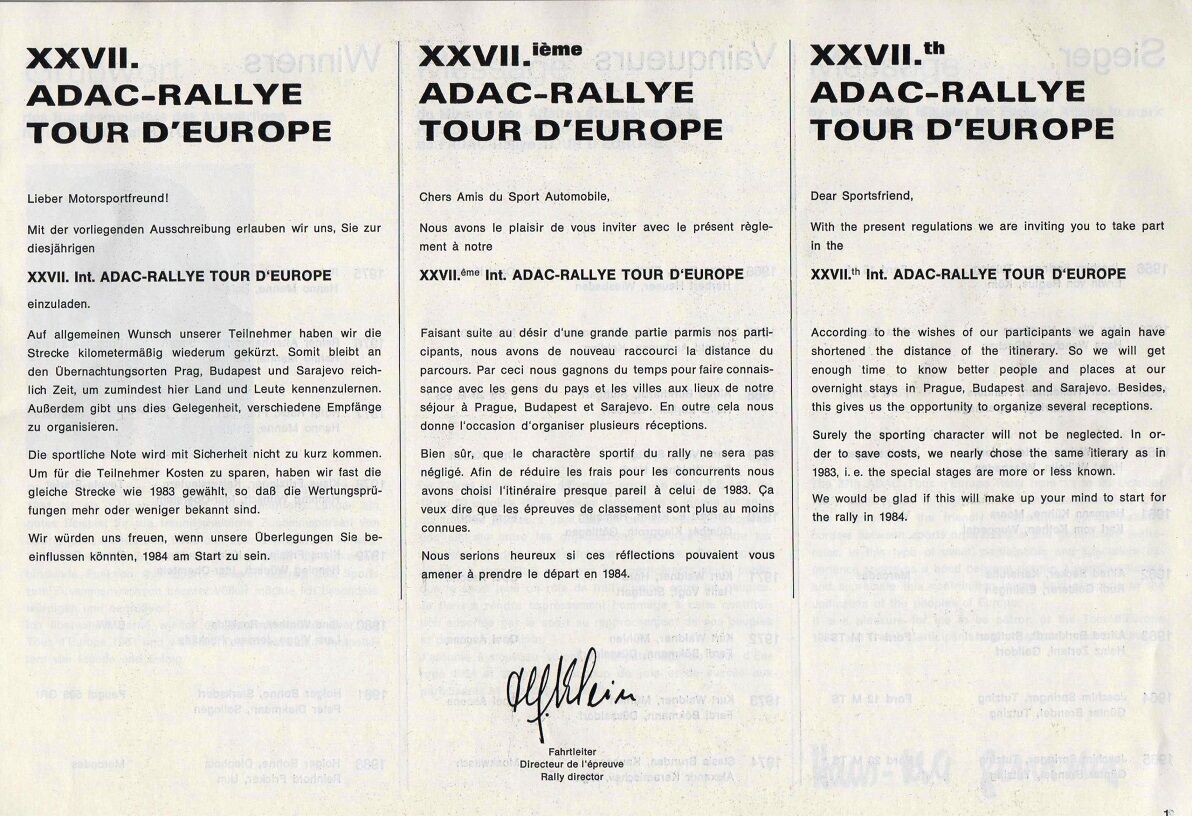 XXVII.
ADAC-RALLYE
TOUR D'EUROPE
Lieber Motorsportfreund!
Mit der vorliegenden Ausschreibung erlauben wir uns, Sie zur
diesjährigen
XXVII. Int. ADAC-RALLYE TOUR D'EUROPE
einzuladen.
Auf allgemeinen Wunsch unserer Teilnehmer haben wir die
Strecke kilometermäßig wiederum gekürzt. Somit bleibt an
den Übernachtungsorten Prag, Budapest und Sarajevo reich-
lich Zeit, um zumindest hier Land und Leute kennenzulernen.
Außerdem gibt uns dies Gelegenheit, verschiedene Empfänge
zu organisieren.
Die sportliche Note wird mit Sicherheit nicht zu kurz kommen.
Um für die Teilnehmer Kosten zu sparen, haben wir fast die
gleiche Strecke wie 1983 gewählt, so daß die Wertungsprü-
fungen mehr oder weniger bekannt sind.
Wir würden uns freuen, wenn unsere Überlegungen Sie be-
einflussen könnten, 1984 am Start zu sein.
XXVII.ième
ADAC-RALLYE
TOUR D'EUROPE
Chers Amis du Sport Automobile,
Nous avons le plaisir de vous inviter avec le présent règle-
ment à notre
XXVII.ême Int. ADAC-RALLYE TOUR D'EUROPE
Faisant suite au désir d'une grande partie parmis nos parti-
cipants, nous avons de nouveau raccourci la distance du
parcours. Par ceci nous gagnons du temps pour faire connais-
sance avec les gens du pays et les villes aux lieux de notre
séjour à Prague, Budapest et Sarajevo. En outre cela nous
donne l'occasion d'organiser plusieurs réceptions.
Bien sûr, que le charactère sportif du rally ne sera pas
négligé. Afin de réduire les frais pour les concurrents nous
avons choisi l'itinéraire presque pareil à celui de 1983. Ça
veux dire que les épreuves de classement sont plus au moins
connues.
Nous serions heureux si ces réflections pouvaient vous
amener à prendre le départ en 1984.
XXVII.th
ADAC-RALLYE
TOUR D'EUROPE
Dear Sportsfriend,
With the present regulations we are inviting you to take part
in the
XXVII.th Int. ADAC-RALLYE TOUR D'EUROPE
According to the wishes of our participants we again have
shortened the distance of the itinerary. So we will get
enough time to know better people and places at our
overnight stays in Prague, Budapest and Sarajevo. Besides,
this gives us the opportunity to organize several receptions.
Surely the sporting character will not be neglected. In or-
der to save costs, we nearly chose the same itierary as in
1983, i. e. the special stages are more or less known.
We would be glad if this will make up your mind to start for
the rally in 1984.
Alf. Klein
Fahrtleiter
Directeur de l'épreuve
Rally director